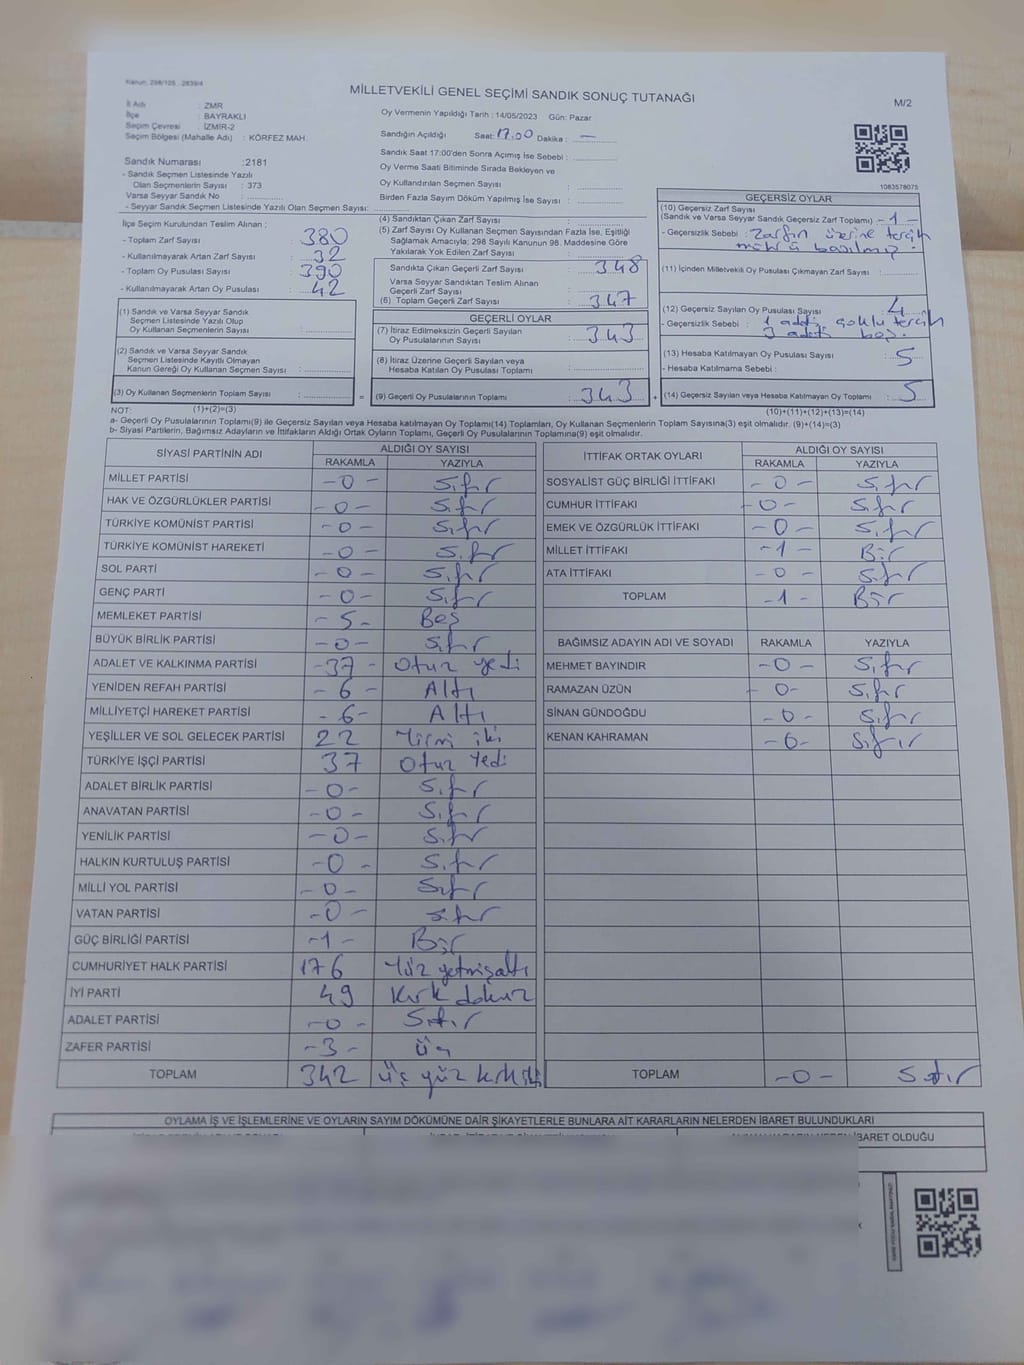 Kanun: 298/105 , 2839/4
MİLLETVEKİLİ GENEL SEÇİMİ SANDIK SONUÇ TUTANAĞI
M/2
İl Adı : İZMİR
İlçe : BAYRAKLI
Seçim Çevresi : İZMİR-2
Seçim Bölgesi (Mahalle Adı) : KÖRFEZ MAH.
Sandık Numarası :2181
- Sandık Seçmen Listesinde Yazılı
Olan Seçmenlerin Sayısı : 373
Varsa Seyyar Sandık No :
- Seyyar Sandık Seçmen Listesinde Yazılı Olan Seçmen Sayısı:
Oy Vermenin Yapıldığı Tarih : 14/05/2023 Gün: Pazar
Sandığın Açıldığı Saat: 17.00 Dakika : —
Sandık Saat 17:00'den Sonra Açımış İse Sebebi :
Oy Verme Saati Bitiminde Sırada Bekleyen ve
Oy Kullandırılan Seçmen Sayısı :
Birden Fazla Sayım Döküm Yapılmış İse Sayısı :
1083578075
İlçe Seçim Kurulundan Teslim Alınan :
- Toplam Zarf Sayısı : 380
- Kullanılmayarak Artan Zarf Sayısı : 32
- Toplam Oy Pusulası Sayısı : 390
- Kullanılmayarak Artan Oy Pusulası : 42
(1) Sandık ve Varsa Seyyar Sandık
Seçmen Listesinde Yazılı Olup
Oy Kullanan Seçmenlerin Sayısı :
(2) Sandık ve Varsa Seyyar Sandık
Seçmen Listesinde Kayıtlı Olmayan
Kanun Gereği Oy Kullanan Seçmen Sayısı :
(3) Oy Kullanan Seçmenlerin Toplam Sayısı : =
(4) Sandıktan Çıkan Zarf Sayısı :
(5) Zarf Sayısı Oy Kullanan Seçmen Sayısından Fazla İse, Eşitliği
Sağlamak Amacıyla; 298 Sayılı Kanunun 98. Maddesine Göre
Yakılarak Yok Edilen Zarf Sayısı :
Sandıkta Çıkan Geçerli Zarf Sayısı : 348
Varsa Seyyar Sandıktan Teslim Alınan
Geçerli Zarf Sayısı :
(6) Toplam Geçerli Zarf Sayısı : 347
GEÇERLİ OYLAR
(7) İtiraz Edilmeksizin Geçerli Sayılan
Oy Pusulalarının Sayısı : 343
(8) İtiraz Üzerine Geçerli Sayılan veya
Hesaba Katılan Oy Pusulası Toplamı :
(9) Geçerli Oy Pusulalarının Toplamı : 343 +
GEÇERSİZ OYLAR
(10) Geçersiz Zarf Sayısı
(Sandık ve Varsa Seyyar Sandık Geçersiz Zarf Toplamı) - 1 -
- Geçersizlik Sebebi : Zarfın üzerine tercih
mührü basılmış.
(11) İçinden Milletvekili Oy Pusulası Çıkmayan Zarf Sayısı :
(12) Geçersiz Sayılan Oy Pusulası Sayısı : 4
- Geçersizlik Sebebi : 1 adet çoklu tercih
3 adet boş.
(13) Hesaba Katılmayan Oy Pusulası Sayısı : 5
- Hesaba Katılmama Sebebi :
(14) Geçersiz Sayılan veya Hesaba Katılmayan Oy Toplamı : 5
NOT: (1)+(2)=(3) (10)+(11)+(12)+(13)=(14)
a- Geçerli Oy Pusulalarının Toplamı(9) ile Geçersiz Sayılan veya Hesaba katılmayan Oy Toplamı(14) Toplamları, Oy Kullanan Seçmenlerin Toplam Sayısına(3) eşit olmalıdır. (9)+(14)=(3)
b- Siyasi Partilerin, Bağımsız Adayların ve İttifakların Aldığı Ortak Oyların Toplamı, Geçerli Oy Pusulalarının Toplamına(9) eşit olmalıdır.
SİYASİ PARTİNİN ADI ALDIĞI OY SAYISI
RAKAMLA YAZIYLA
MİLLET PARTİSİ -0- Sıfır
HAK VE ÖZGÜRLÜKLER PARTİSİ -0- Sıfır
TÜRKİYE KOMÜNİST PARTİSİ -0- Sıfır
TÜRKİYE KOMÜNİST HAREKETİ -0- Sıfır
SOL PARTİ -0- Sıfır
GENÇ PARTİ -0- Sıfır
MEMLEKET PARTİSİ -5- Beş
BÜYÜK BİRLİK PARTİSİ -0- Sıfır
ADALET VE KALKINMA PARTİSİ -37- Otuz yedi
YENİDEN REFAH PARTİSİ -6- Altı
MİLLİYETÇİ HAREKET PARTİSİ -6- Altı
YEŞİLLER VE SOL GELECEK PARTİSİ 22 Yirmi iki
TÜRKİYE İŞÇİ PARTİSİ 37 Otuz Yedi
ADALET BİRLİK PARTİSİ -0- Sıfır
ANAVATAN PARTİSİ -0- Sıfır
YENİLİK PARTİSİ -0- Sıfır
HALKIN KURTULUŞ PARTİSİ -0- Sıfır
MİLLİ YOL PARTİSİ -0- Sıfır
VATAN PARTİSİ -0- Sıfır
GÜÇ BİRLİĞİ PARTİSİ -1- Bir
CUMHURİYET HALK PARTİSİ 176 Yüz yetmişaltı
İYİ PARTİ 49 Kırk dokuz
ADALET PARTİSİ -0- Sıfır
ZAFER PARTİSİ -3- Üç
TOPLAM 342 Üç yüz kırkiki
İTTİFAK ORTAK OYLARI ALDIĞI OY SAYISI
RAKAMLA YAZIYLA
SOSYALİST GÜÇ BİRLİĞİ İTTİFAKI -0- Sıfır
CUMHUR İTTİFAKI -0- Sıfır
EMEK VE ÖZGÜRLÜK İTTİFAKI -0- Sıfır
MİLLET İTTİFAKI -1- Bir
ATA İTTİFAKI -0- Sıfır
TOPLAM -1- Bir
BAĞIMSIZ ADAYIN ADI VE SOYADI RAKAMLA YAZIYLA
MEHMET BAYINDIR -0- Sıfır
RAMAZAN ÜZÜN -0- Sıfır
SİNAN GÜNDOĞDU -0- Sıfır
KENAN KAHRAMAN -0- Sıfır
TOPLAM -0- Sıfır
OYLAMA İŞ VE İŞLEMLERİNE VE OYLARIN SAYIM DÖKÜMÜNE DAİR ŞİKAYETLERLE BUNLARA AİT KARARLARIN NELERDEN İBARET BULUNDUKLARI
İBARET OLDUĞU